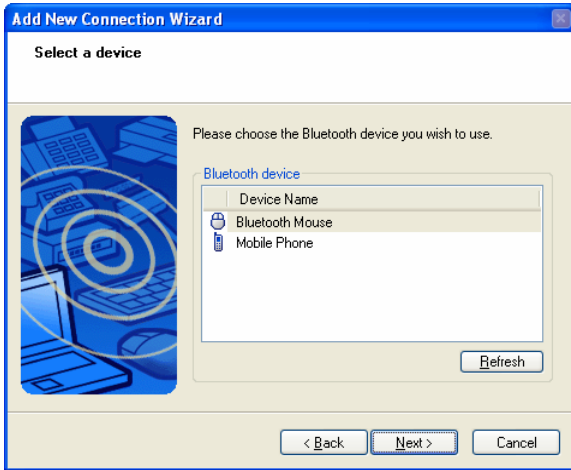 Add New Connection Wizard
Select a device
Please choose the Bluetooth device you wish to use.
Bluetooth device
Device Name
Bluetooth Mouse
Mobile Phone
Refresh
< Back Next > Cancel